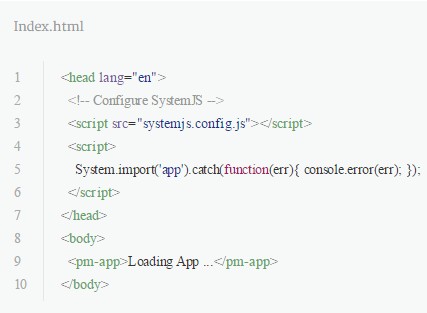 Index.html
1 <head lang="en">
2 <!-- Configure SystemJS -->
3 <script src="systemjs.config.js"></script>
4 <script>
5 System.import('app').catch(function(err){ console.error(err); });
6 </script>
7 </head>
8 <body>
9 <pm-app>Loading App ...</pm-app>
10 </body>